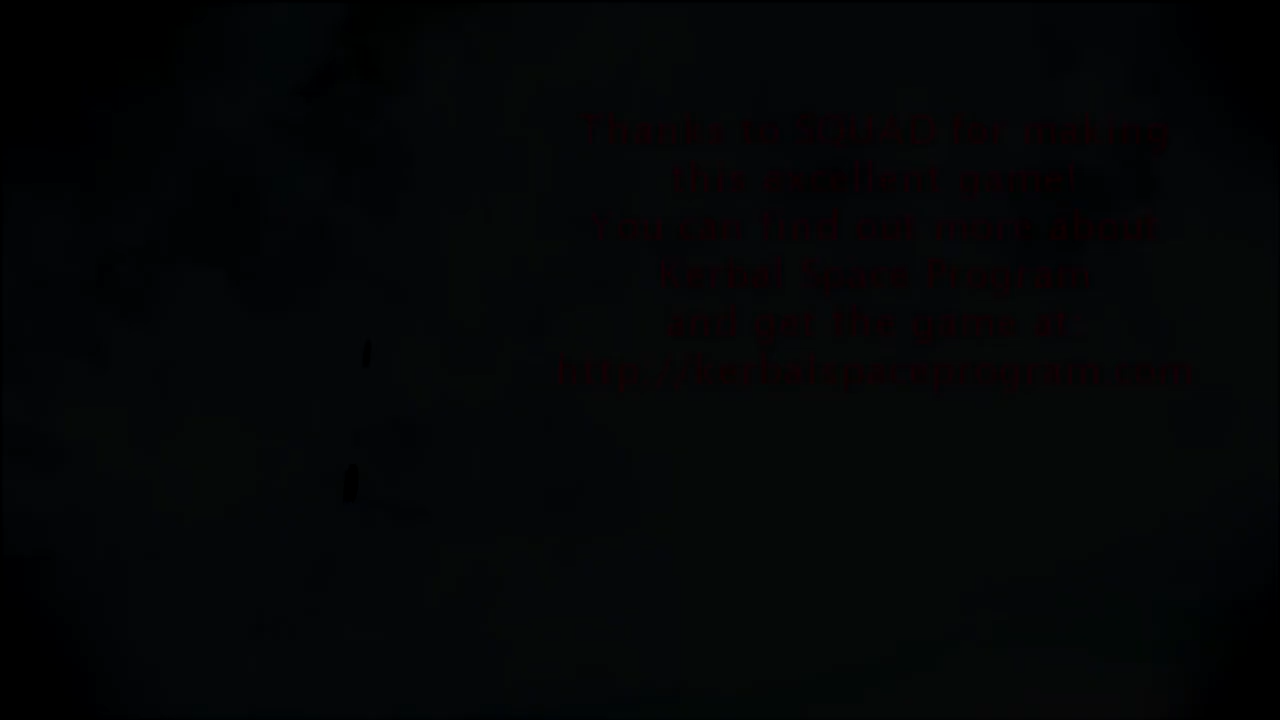 Thanks to SQUAD for making
this excellent game!
You can find out more about
Kerbal Space Program
and get the game at:
http://kerbalspaceprogram.com